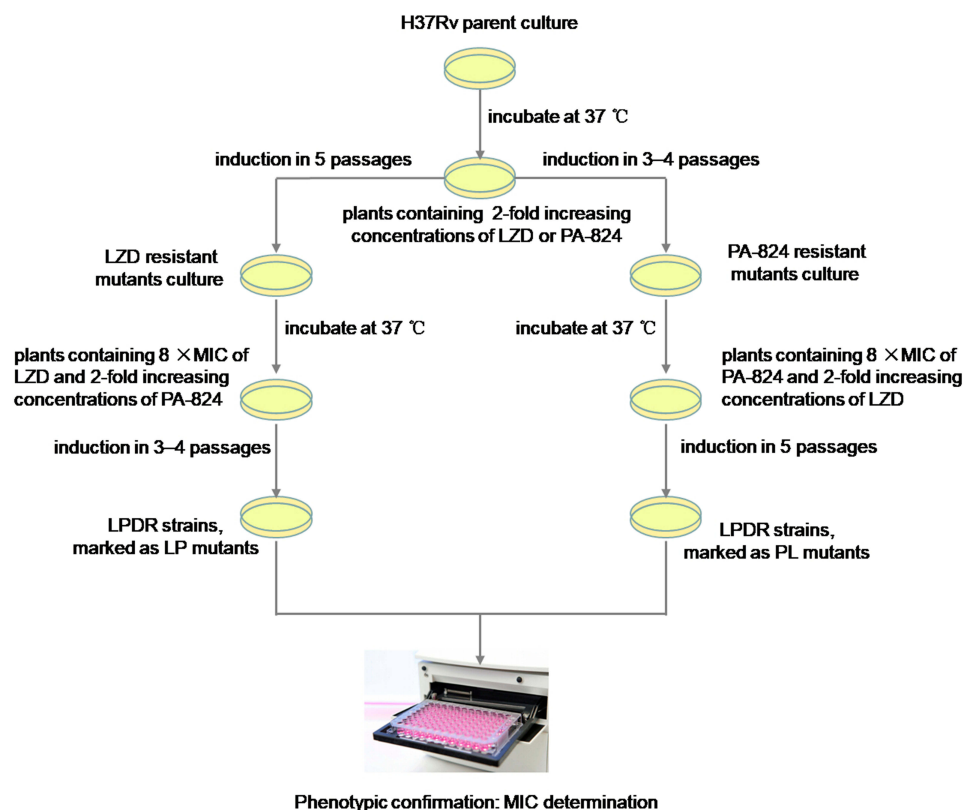 H37Rv parent culture
incubate at 37 ℃
induction in 5 passages
induction in 3–4 passages
plants containing 2-fold increasing
concentrations of LZD or PA-824
LZD resistant
mutants culture
PA-824 resistant
mutants culture
incubate at 37 ℃
incubate at 37 ℃
plants containing 8 ×MIC of
LZD and 2-fold increasing
concentrations of PA-824
plants containing 8 ×MIC of
PA-824 and 2-fold increasing
concentrations of LZD
induction in 3–4 passages
induction in 5 passages
LPDR strains,
marked as LP mutants
LPDR strains,
marked as PL mutants
Phenotypic confirmation: MIC determination